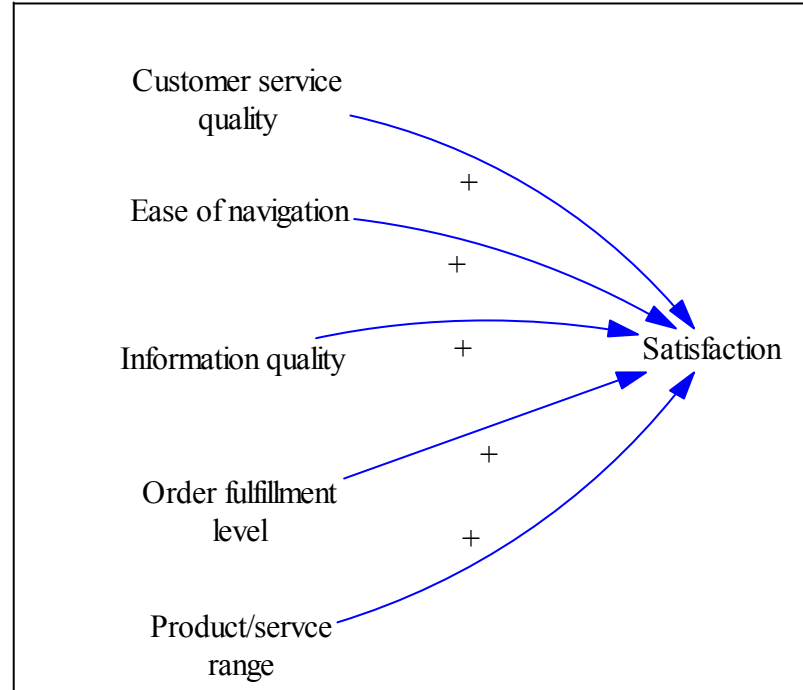 Customer service
quality
+
Ease of navigation
+
Information quality
+
Satisfaction
Order fulfillment
level
+
+
Product/servce
range